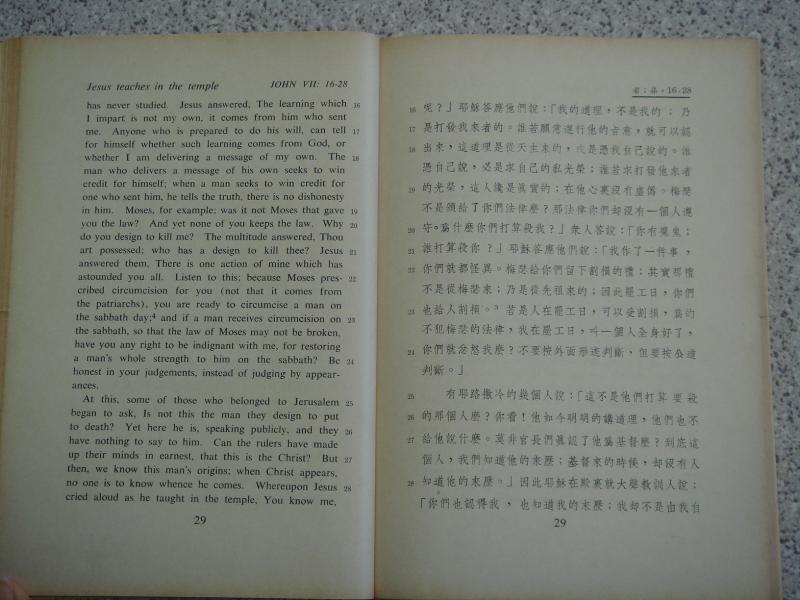 Jesus teaches in the temple JOHN VII: 16-28
has never studied. Jesus answered, The learning which 16
I impart is not my own, it comes from him who sent
me. Anyone who is prepared to do his will, can tell 17
for himself whether such learning comes from God, or
whether I am delivering a message of my own. The 18
man who delivers a message of his own seeks to win
credit for himself; when a man seeks to win credit for
one who sent him, he tells the truth, there is no dishonesty
in him. Moses, for example; was it not Moses that gave 19
you the law? And yet none of you keeps the law. Why 20
do you design to kill me? The multitude answered, Thou
art possessed; who has a design to kill thee? Jesus 21
answered them, There is one action of mine which has
astounded you all. Listen to this; because Moses pres- 22
cribed circumcision for you (not that it comes from
the patriarchs), you are ready to circumcise a man on
the sabbath day;⁴ and if a man receives circumcision on 23
the sabbath, so that the law of Moses may not be broken,
have you any right to be indignant with me, for restoring
a man's whole strength to him on the sabbath? Be 24
honest in your judgements, instead of judging by appear-
ances.
At this, some of those who belonged to Jerusalem 25
began to ask, Is not this the man they design to put
to death? Yet here he is, speaking publicly, and they 26
have nothing to say to him. Can the rulers have made
up their minds in earnest, that this is the Christ? But 27
then, we know this man's origins; when Christ appears,
no one is to know whence he comes. Whereupon Jesus 28
cried aloud as he taught in the temple, You know me,
29
16-28
16 呢?」耶穌答應他們說:「我的道理,不是我的;乃
17 是打發我來者的。誰若願意遵行他的旨意,就可以認
18 出來,這道理是從天主來的,或是憑我自己說的。誰
憑自己說,必是求自己的私光榮;誰若求打發他來者
19 的光榮,這人纔是眞實的;在他心裏沒有虛僞。梅瑟
不是頒給了你們法律麼?那法律你們却沒有一個人遵
20 守。爲什麼你們打算殺我?」衆人答說:「你有魔鬼;
21 誰打算殺你?」耶穌答應他們說:「我作了一件事,
22 你們就都怪異。梅瑟給你們留下割損的禮;其實那禮
不是從梅瑟來;乃是從先祖來的;因此罷工日,你們
23 也給人割損。³ 若是人在罷工日,可以受割損,爲的
不犯梅瑟的法律,我在罷工日,叫一個人全身好了,
24 你們就忿怒我麼?不要按外面形迹判斷,但要按公道
判斷。」
25 有耶路撒冷的幾個人說:「這不是他們打算要殺
26 的那個人麼?你看!他如今明明的講道理,他們也不
27 給他說什麼。莫非官長們眞認了他爲基督麼?到底這
個人,我們知道他的來歷;基督來的時候,却沒有人
28 知道他的來歷。」因此耶穌在殿裏就大聲教訓人說:
「你們也認得我,也知道我的來歷;我却不是由我自
29